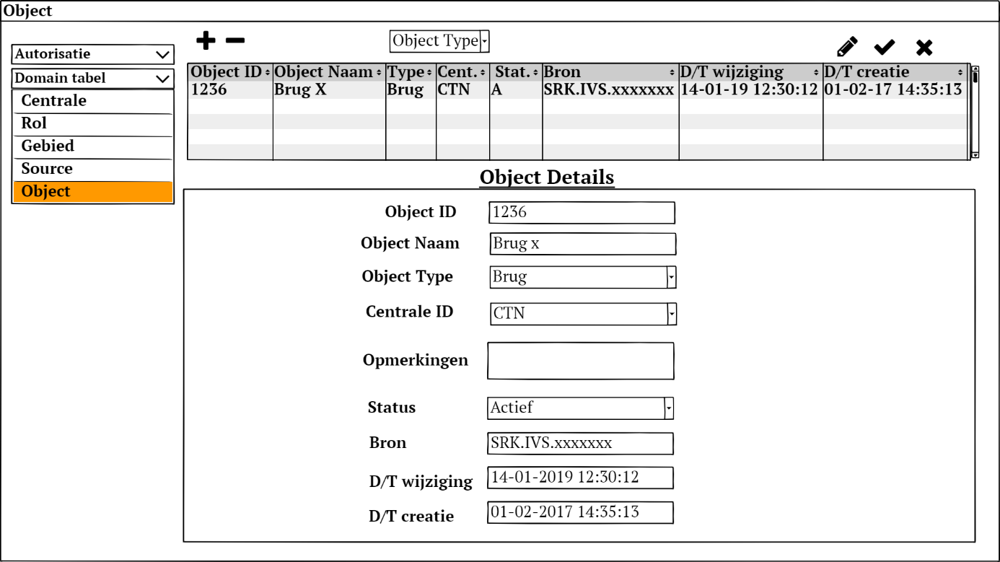 Object
Object Type
Autorisatie
Domain tabel
Centrale
Rol
Gebied
Source
Object
Object ID Object Naam Type Cent. Stat. Bron D/T wijziging D/T creatie
1236 Brug X Brug CTN A SRK.IVS.xxxxxxx 14-01-19 12:30:12 01-02-17 14:35:13
Object Details
Object ID 1236
Object Naam Brug x
Object Type Brug
Centrale ID CTN
Opmerkingen
Status Actief
Bron SRK.IVS.xxxxxxx
D/T wijziging 14-01-2019 12:30:12
D/T creatie 01-02-2017 14:35:13